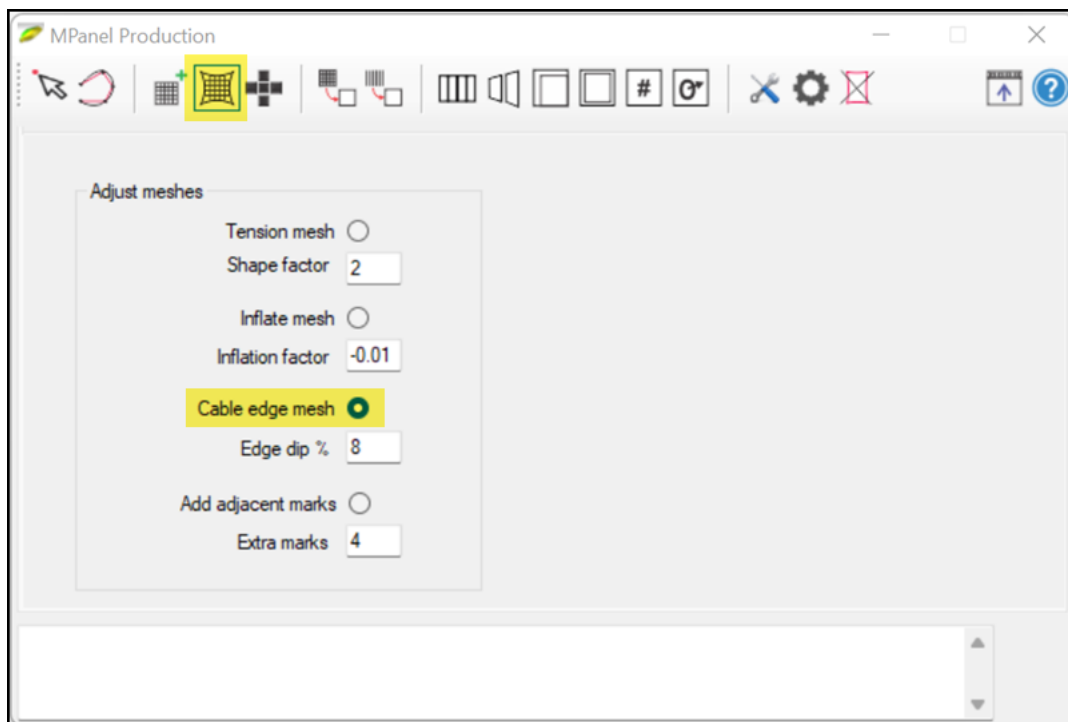 MPanel Production
#
?
Adjust meshes
Tension mesh
Shape factor 2
Inflate mesh
Inflation factor -0.01
Cable edge mesh
Edge dip % 8
Add adjacent marks
Extra marks 4